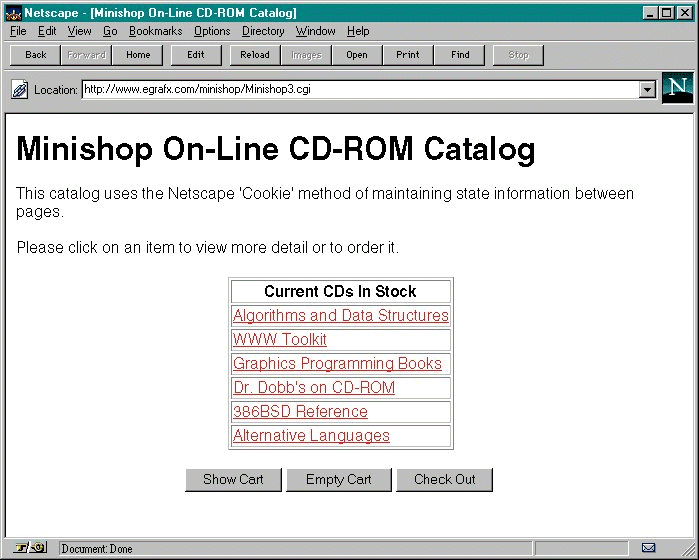 Netscape - [Minishop On-Line CD-ROM Catalog]
File Edit View Go Bookmarks Options Directory Window Help
Back Forward Home Edit Reload Images Open Print Find Stop
Location: http://www.egrafx.com/minishop/Minishop3.cgi
N
Minishop On-Line CD-ROM Catalog
This catalog uses the Netscape 'Cookie' method of maintaining state information between
pages.
Please click on an item to view more detail or to order it.
Current CDs In Stock
Algorithms and Data Structures
WWW Toolkit
Graphics Programming Books
Dr. Dobb's on CD-ROM
386BSD Reference
Alternative Languages
Show Cart Empty Cart Check Out
Document: Done